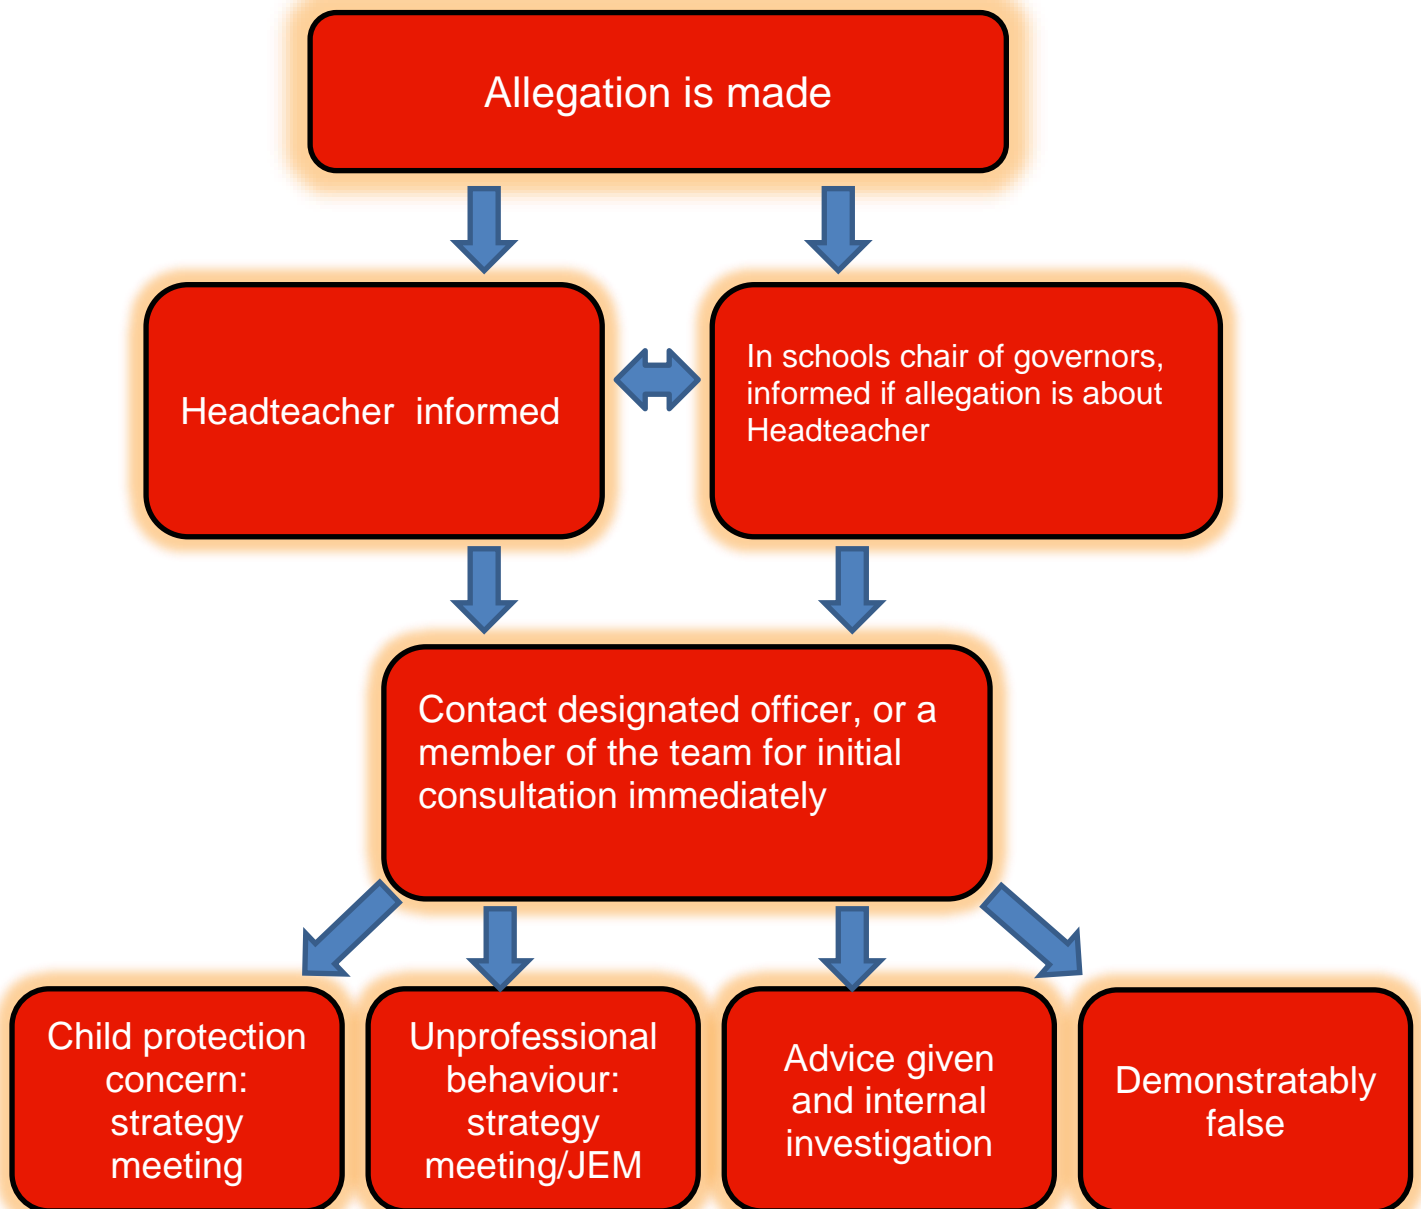 Allegation is made
Headteacher  informed
In schools chair of governors,
informed if allegation is about
Headteacher
Contact designated officer, or a
member of the team for initial
consultation immediately
Child protection
concern:
strategy
meeting
Unprofessional
behaviour:
strategy
meeting/JEM
Advice given
and internal
investigation
Demonstratably
false